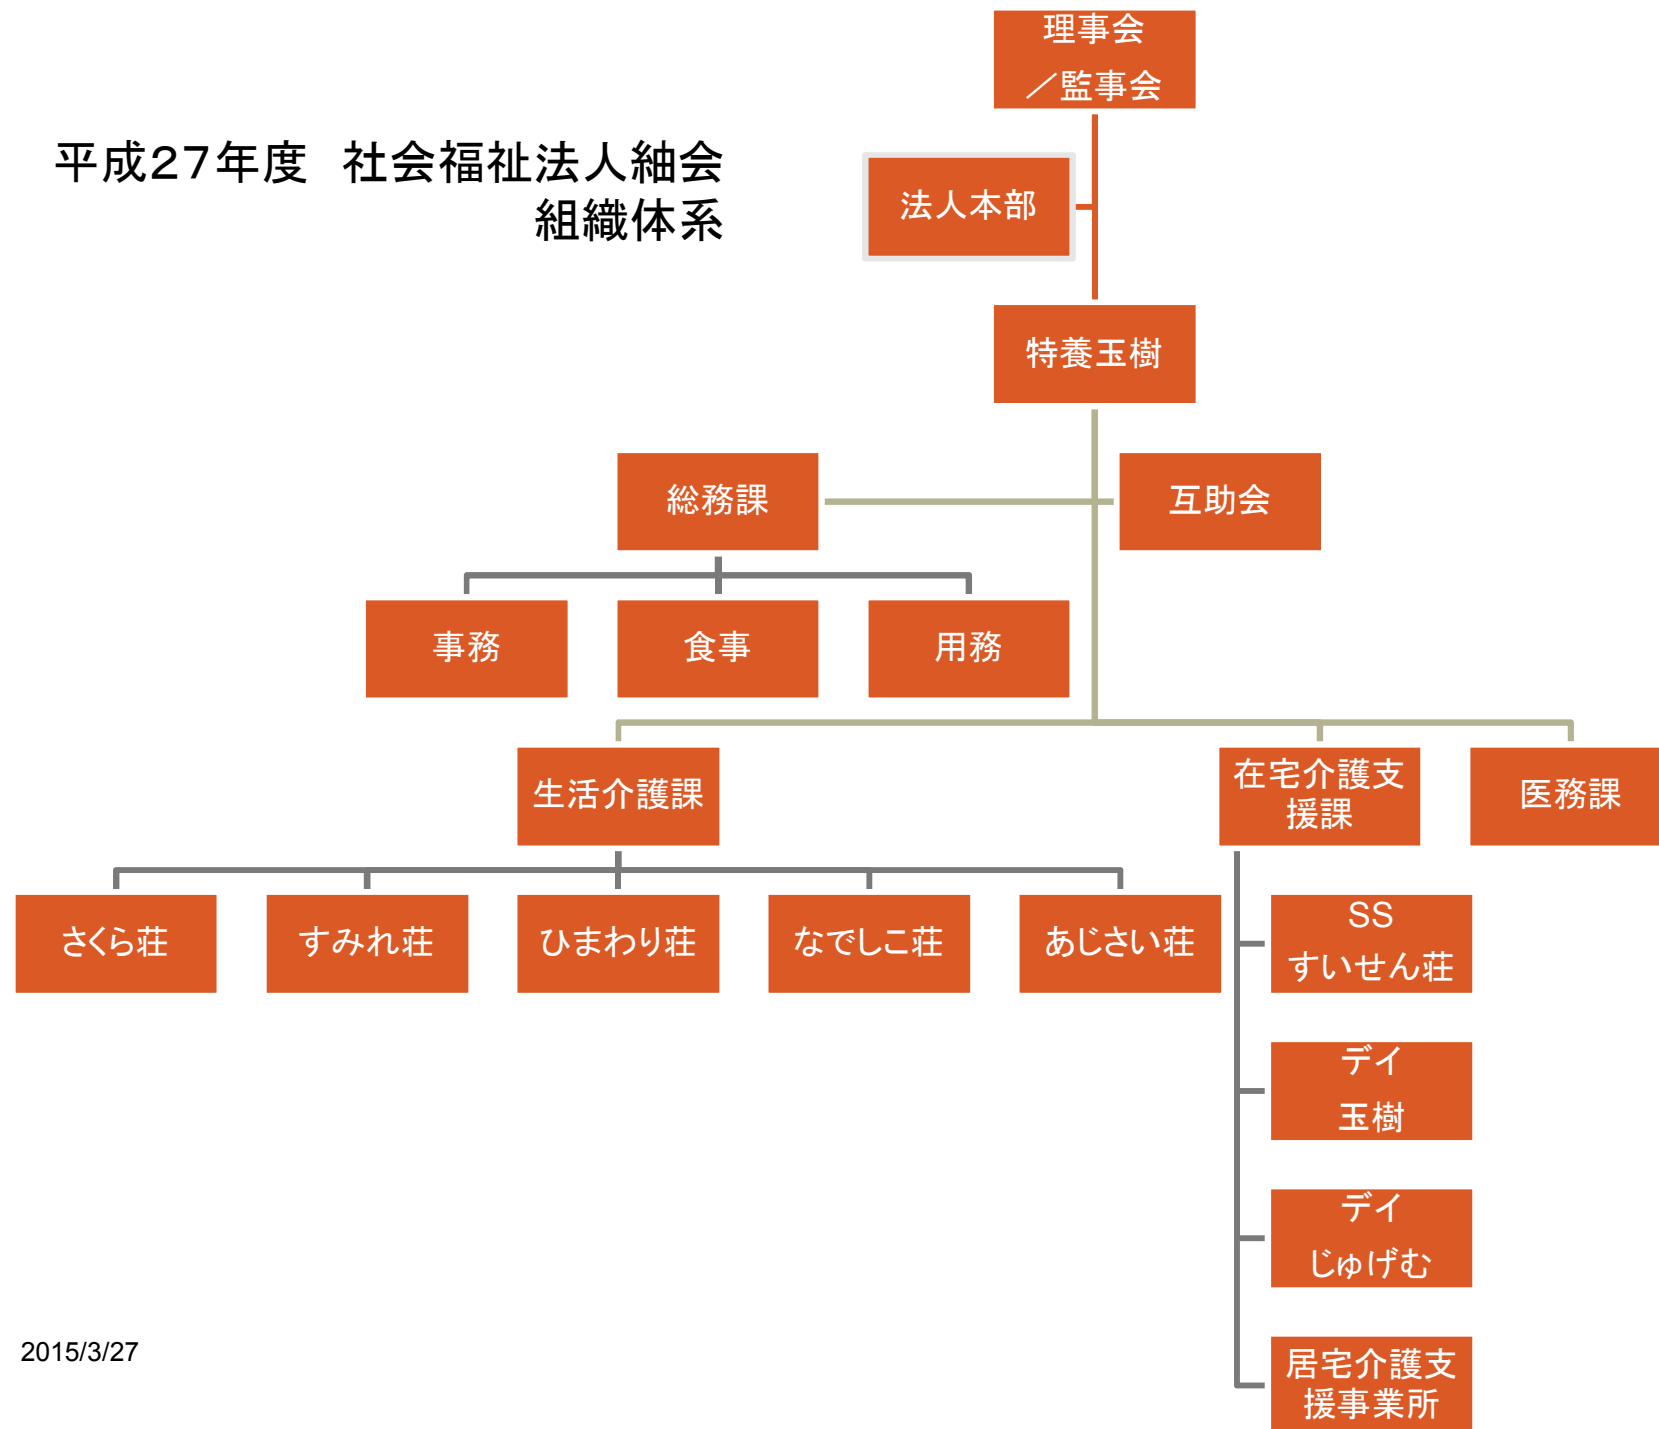 理事会
／監事会
平成27年度　社会福祉法人紬会
組織体系
法人本部
特養玉樹
総務課
互助会
事務
食事
用務
生活介護課
在宅介護支
援課
医務課
さくら荘
すみれ荘
ひまわり荘
なでしこ荘
あじさい荘
SS
すいせん荘
デイ
玉樹
デイ
じゅげむ
居宅介護支
援事業所
2015/3/27